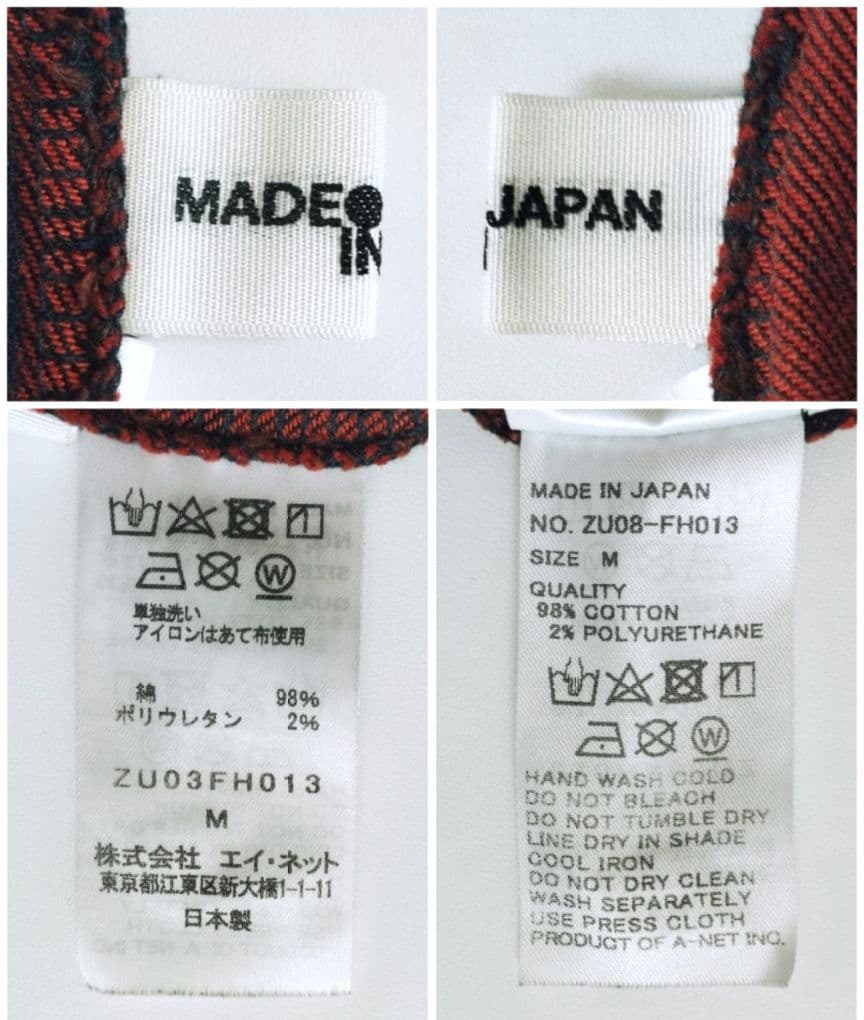 MADE
IN
JAPAN
W
単独洗い
アイロンはあて布使用
綿 98%
ポリウレタン 2%
ZU03FH013
M
株式会社 エイ・ネット
東京都江東区新大橋1-1-11
日本製
MADE IN JAPAN
NO. ZU08-FH013
SIZE M
QUALITY
98% COTTON
2% POLYURETHANE
W
HAND WASH COLD
DO NOT BLEACH
DO NOT TUMBLE DRY
LINE DRY IN SHADE
COOL IRON
DO NOT DRY CLEAN
WASH SEPARATELY
USE PRESS CLOTH
PRODUCT OF A-NET INC.